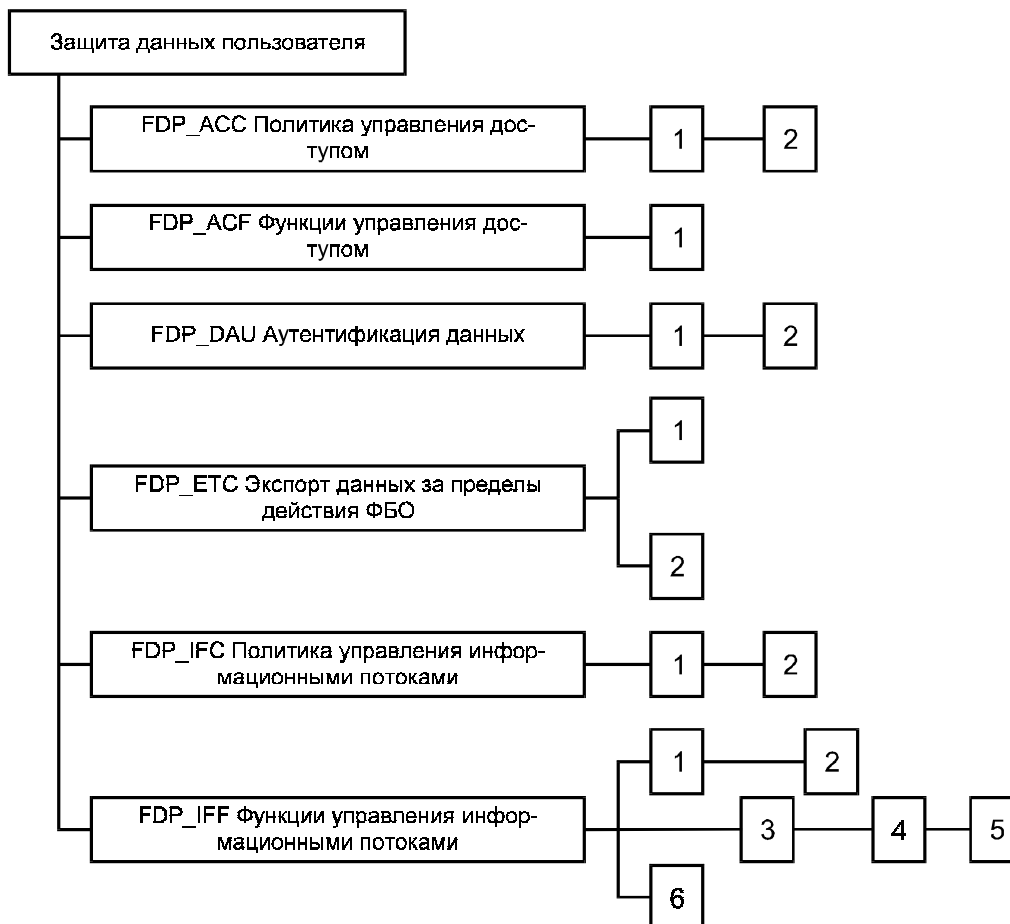 Защита данных пользователя
FDP_ACC Политика управления дос-
тупом
1
2
FDP_ACF Функции управления дос-
тупом
1
FDP_DAU Аутентификация данных
1
2
1
FDP_ETC Экспорт данных за пределы
действия ФБО
2
FDP_IFC Политика управления инфор-
мационными потоками
1
2
1
2
FDP_IFF Функции управления инфор-
мационными потоками
3
4
5
6